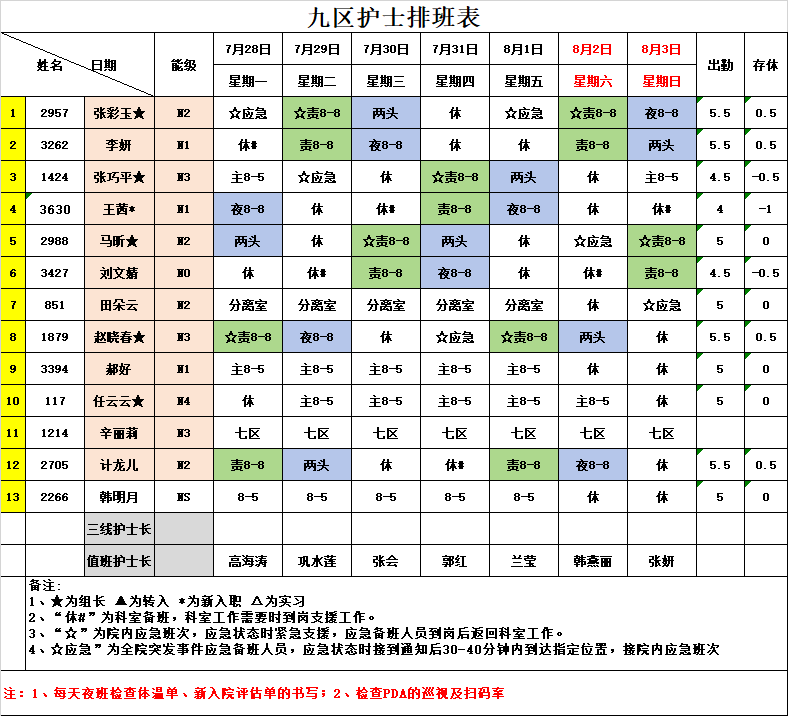 九区护士排班表
姓名 日期 能级 7月28日 7月29日 7月30日 7月31日 8月1日 8月2日 8月3日 出勤 存休
星期一 星期二 星期三 星期四 星期五 星期六 星期日
1 2957 张彩玉★ N2 ☆应急 ☆责8-8 两头 休 ☆应急 ☆责8-8 夜8-8 5.5 0.5
2 3262 李妍 N1 休# 责8-8 夜8-8 休 休 责8-8 两头 5.5 0.5
3 1424 张巧平★ N3 主8-5 ☆应急 休 ☆责8-8 两头 休 主8-5 4.5 -0.5
4 3630 王茜* N1 夜8-8 休 休# 责8-8 夜8-8 休 休# 4 -1
5 2988 马昕★ N2 两头 休 ☆责8-8 两头 休 ☆应急 ☆责8-8 5 0
6 3427 刘文婧 N0 休 休# 责8-8 夜8-8 休 休# 责8-8 4.5 -0.5
7 851 田朵云 N2 分离室 分离室 分离室 分离室 分离室 休 ☆应急 5 0
8 1879 赵晓春★ N3 ☆责8-8 夜8-8 休 ☆应急 ☆责8-8 两头 休 5.5 0.5
9 3394 郝好 N1 主8-5 主8-5 主8-5 主8-5 主8-5 休 休 5 0
10 117 任云云★ N4 休 主8-5 主8-5 主8-5 主8-5 主8-5 休 5 0
11 1214 辛丽莉 N3 七区 七区 七区 七区 七区 七区 七区
12 2705 计龙儿 N2 责8-8 两头 休 休# 责8-8 夜8-8 休 5.5 0.5
13 2266 韩明月 NS 8-5 8-5 8-5 8-5 8-5 休 休 5 0
三线护士长
值班护士长 高海涛 巩水莲 张会 郭红 兰莹 韩燕丽 张妍
备注:
1、★为组长 ▲为转入 *为新入职 △为实习
2、“休#”为科室备班，科室工作需要时到岗支援工作。
3、“☆”为院内应急班次，应急状态时紧急支援，应急备班人员到岗后返回科室工作。
4、☆应急”为全院突发事件应急备班人员，应急状态时接到通知后30-40分钟内到达指定位置，接院内应急班次
注：1、每天夜班检查体温单、新入院评估单的书写；2、检查PDA的巡视及扫码率